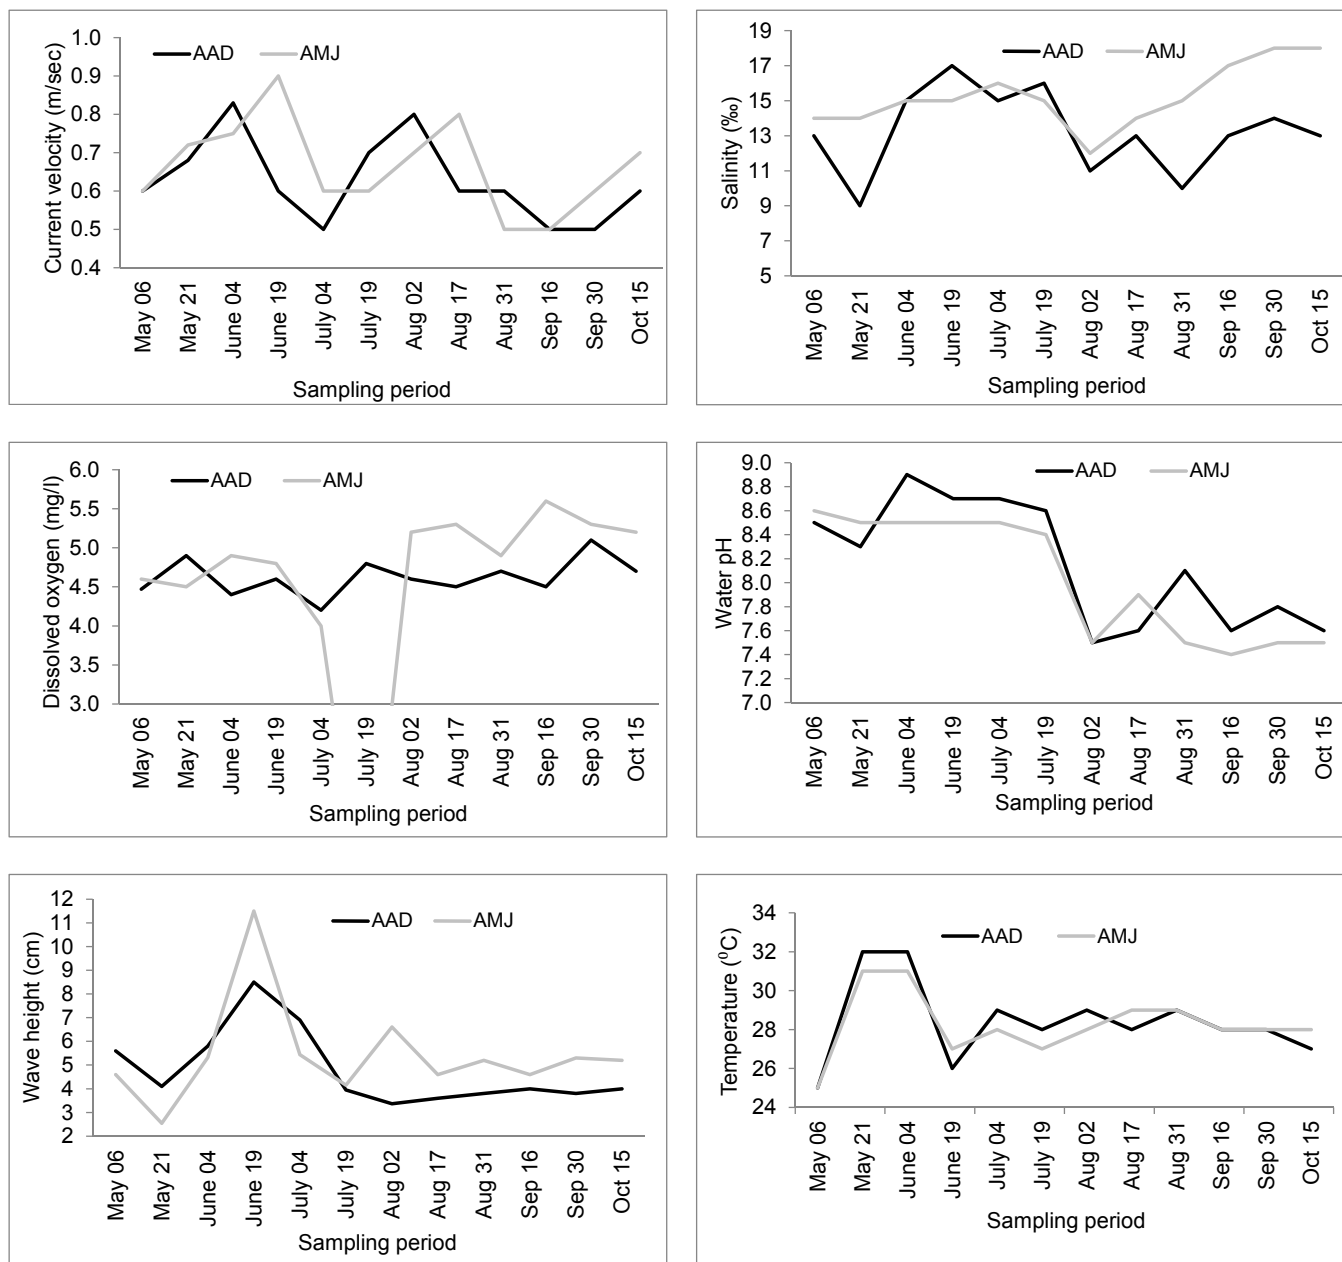 1.0
0.9
0.8
0.7
0.6
0.5
0.4
Current velocity (m/sec)
AAD
AMJ
May 06
May 21
June 04
June 19
July 04
July 19
Aug 02
Aug 17
Aug 31
Sep 16
Sep 30
Oct 15
Sampling period
19
17
15
13
11
9
7
5
Salinity (‰)
AAD
AMJ
May 06
May 21
June 04
June 19
July 04
July 19
Aug 02
Aug 17
Aug 31
Sep 16
Sep 30
Oct 15
Sampling period
6.0
5.5
5.0
4.5
4.0
3.5
3.0
Dissolved oxygen (mg/l)
AAD
AMJ
May 06
May 21
June 04
June 19
July 04
July 19
Aug 02
Aug 17
Aug 31
Sep 16
Sep 30
Oct 15
Sampling period
9.0
8.8
8.6
8.4
8.2
8.0
7.8
7.6
7.4
7.2
7.0
Water pH
AAD
AMJ
May 06
May 21
June 04
June 19
July 04
July 19
Aug 02
Aug 17
Aug 31
Sep 16
Sep 30
Oct 15
Sampling period
12
11
10
9
8
7
6
5
4
3
2
Wave height (cm)
AAD
AMJ
May 06
May 21
June 04
June 19
July 04
July 19
Aug 02
Aug 17
Aug 31
Sep 16
Sep 30
Oct 15
Sampling period
34
32
30
28
26
24
Temperature (⁰C)
AAD
AMJ
May 06
May 21
June 04
June 19
July 04
July 19
Aug 02
Aug 17
Aug 31
Sep 16
Sep 30
Oct 15
Sampling period